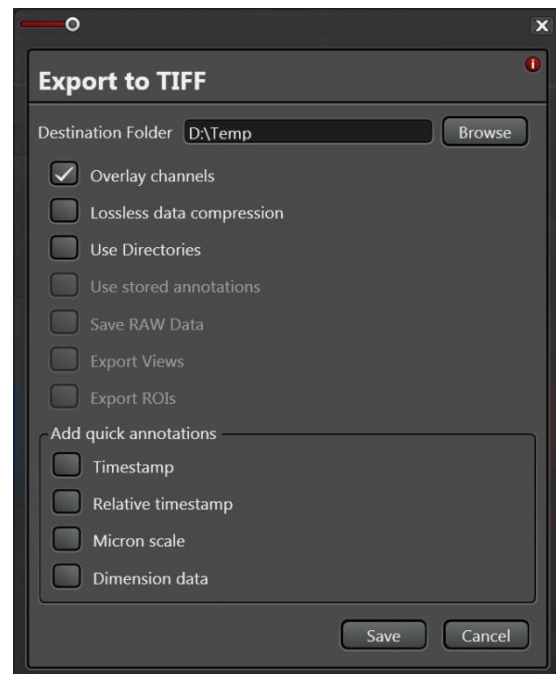 Export to TIFF
Destination Folder D:\Temp Browse
Overlay channels
Lossless data compression
Use Directories
Use stored annotations
Save RAW Data
Export Views
Export ROIs
Add quick annotations
Timestamp
Relative timestamp
Micron scale
Dimension data
Save Cancel